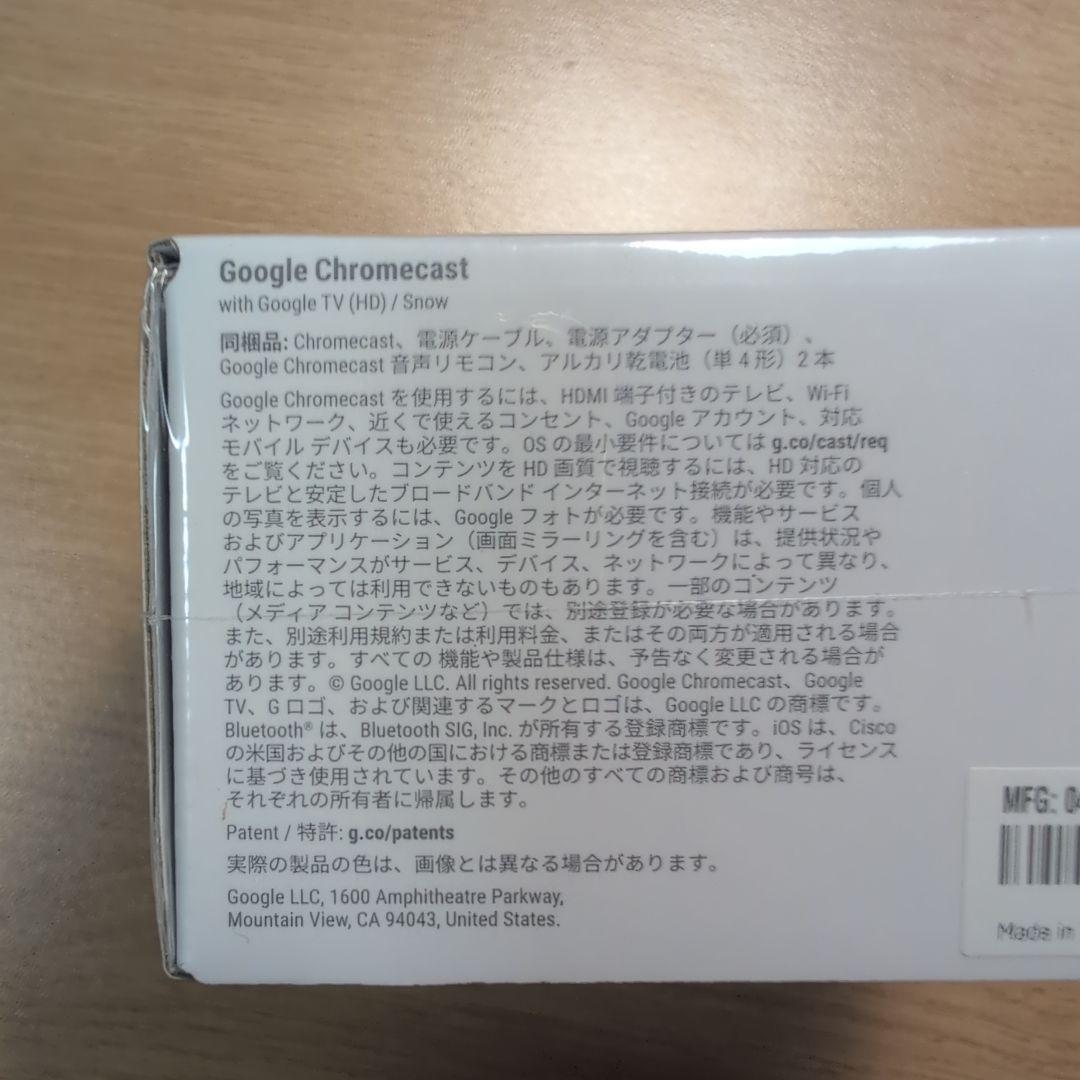 Google Chromecast
with Google TV (HD) / Snow
同梱品: Chromecast、電源ケーブル、電源アダプター（必須）、
Google Chromecast 音声リモコン、アルカリ乾電池（単 4 形）2 本
Google Chromecast を使用するには、HDMI 端子付きのテレビ、Wi-Fi
ネットワーク、近くで使えるコンセント、Google アカウント、対応
モバイル デバイスも必要です。OS の最小要件については g.co/cast/req
をご覧ください。コンテンツを HD 画質で視聴するには、HD 対応の
テレビと安定したブロードバンド インターネット接続が必要です。個人
の写真を表示するには、Google フォトが必要です。機能やサービス
およびアプリケーション（画面ミラーリングを含む）は、提供状況や
パフォーマンスがサービス、デバイス、ネットワークによって異なり、
地域によっては利用できないものもあります。一部のコンテンツ
（メディア コンテンツなど）では、別途登録が必要な場合があります。
また、別途利用規約または利用料金、またはその両方が適用される場合
があります。すべての 機能や製品仕様は、予告なく変更される場合が
あります。© Google LLC. All rights reserved. Google Chromecast、Google
TV、G ロゴ、および関連するマークとロゴは、Google LLC の商標です。
Bluetooth® は、Bluetooth SIG, Inc. が所有する登録商標です。iOS は、Cisco
の米国およびその他の国における商標または登録商標であり、ライセンス
に基づき使用されています。その他のすべての商標および商号は、
それぞれの所有者に帰属します。
Patent / 特許: g.co/patents
実際の製品の色は、画像とは異なる場合があります。
Google LLC, 1600 Amphitheatre Parkway,
Mountain View, CA 94043, United States.
MFG: 04
Made in